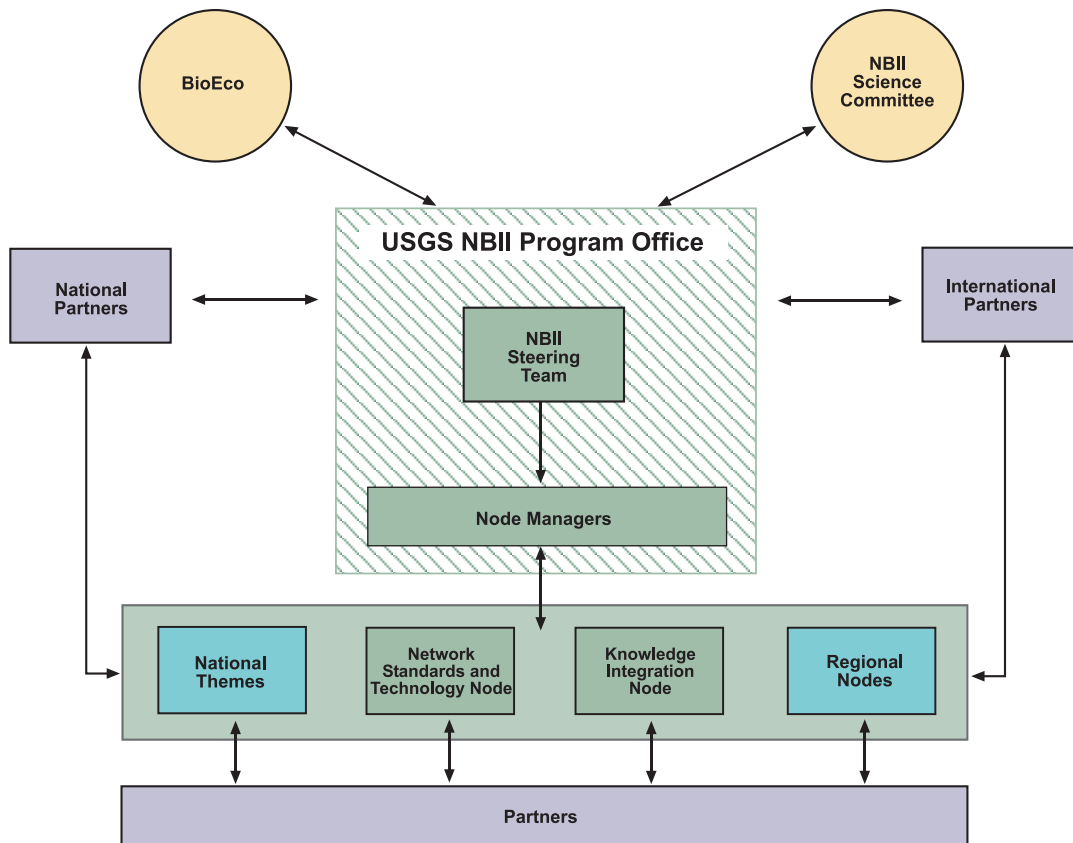 BioEco
NBII
Science
Committee
USGS NBII Program Office
National
Partners
International
Partners
NBII
Steering
Team
Node Managers
National
Themes
Network
Standards and
Technology Node
Knowledge
Integration
Node
Regional
Nodes
Partners